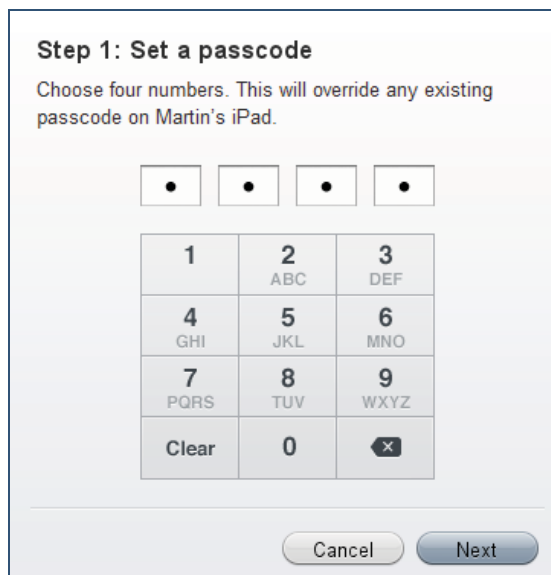 Step 1: Set a passcode
Choose four numbers. This will override any existing
passcode on Martin's iPad.
1 2 3
ABC DEF
4 5 6
GHI JKL MNO
7 8 9
PQRS TUV WXYZ
Clear 0
Cancel Next